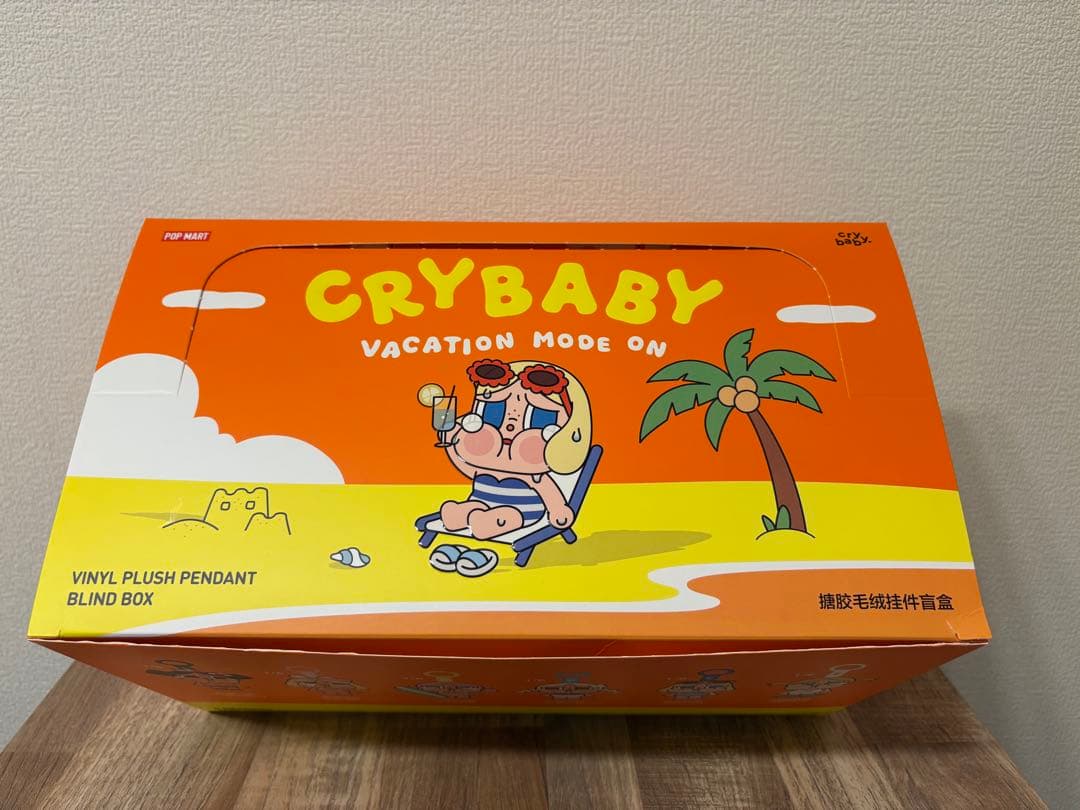 POP MART
cry
baby.
CRYBABY
VACATION MODE ON
VINYL PLUSH PENDANT
BLIND BOX
搪胶毛绒挂件盲盒